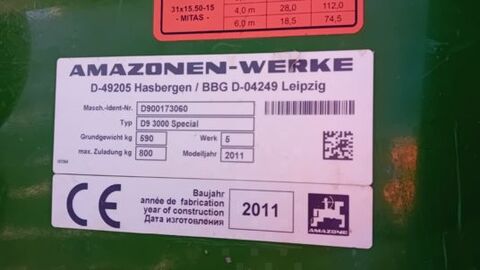 31x15.50-15
- MITAS -
4,0 m 28,0 112,0
6,0 m 18,5 74,5
AMAZONEN-WERKE
D-49205 Hasbergen / BBG D-04249 Leipzig
Masch.-Ident-Nr. D900173060
Typ D9 3000 Special
Grundgewicht kg 590 Werk 5
max. Zuladung kg 800 Modelljahr 2011
CE
Baujahr
année de fabrication
year of construction
Дата изготовления
2011
AMAZONE